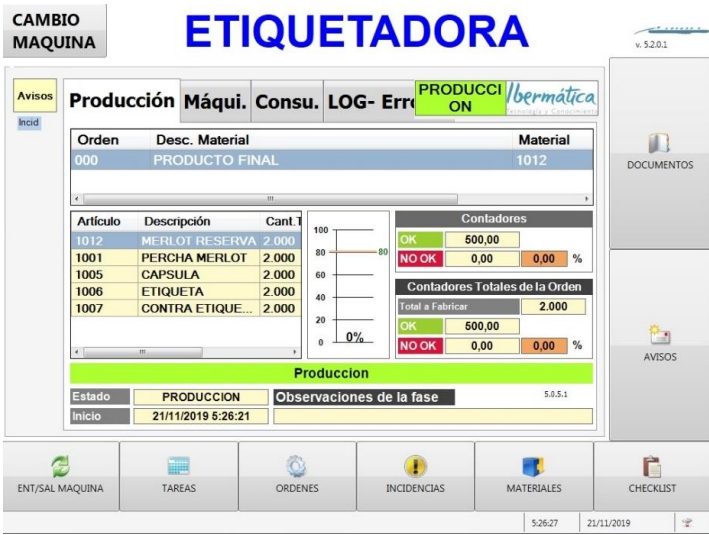 CAMBIO
MAQUINA
ETIQUETADORA
v. 5.2.0.1
Avisos
Incid
Producción Máqui. Consu. LOG- Erro
PRODUCCI
ON
Ibermática
Orden Desc. Material Material
000 PRODUCTO FINAL 1012
DOCUMENTOS
Artículo Descripción Cant.T
1012 MERLOT RESERVA 2.000
1001 PERCHA MERLOT 2.000
1005 CAPSULA 2.000
1006 ETIQUETA 2.000
1007 CONTRA ETIQUE... 2.000
100
80 80
60
40
20
0 0%
Contadores
OK 500,00
NO OK 0,00 0,00 %
Contadores Totales de la Orden
Total a Fabricar 2.000
OK 500,00
NO OK 0,00 0,00 %
AVISOS
Produccion
Estado PRODUCCION Observaciones de la fase 5.0.5.1
Inicio 21/11/2019 5:26:21
ENT/SAL MAQUINA TAREAS ORDENES INCIDENCIAS MATERIALES CHECKLIST
5:26:27 21/11/2019